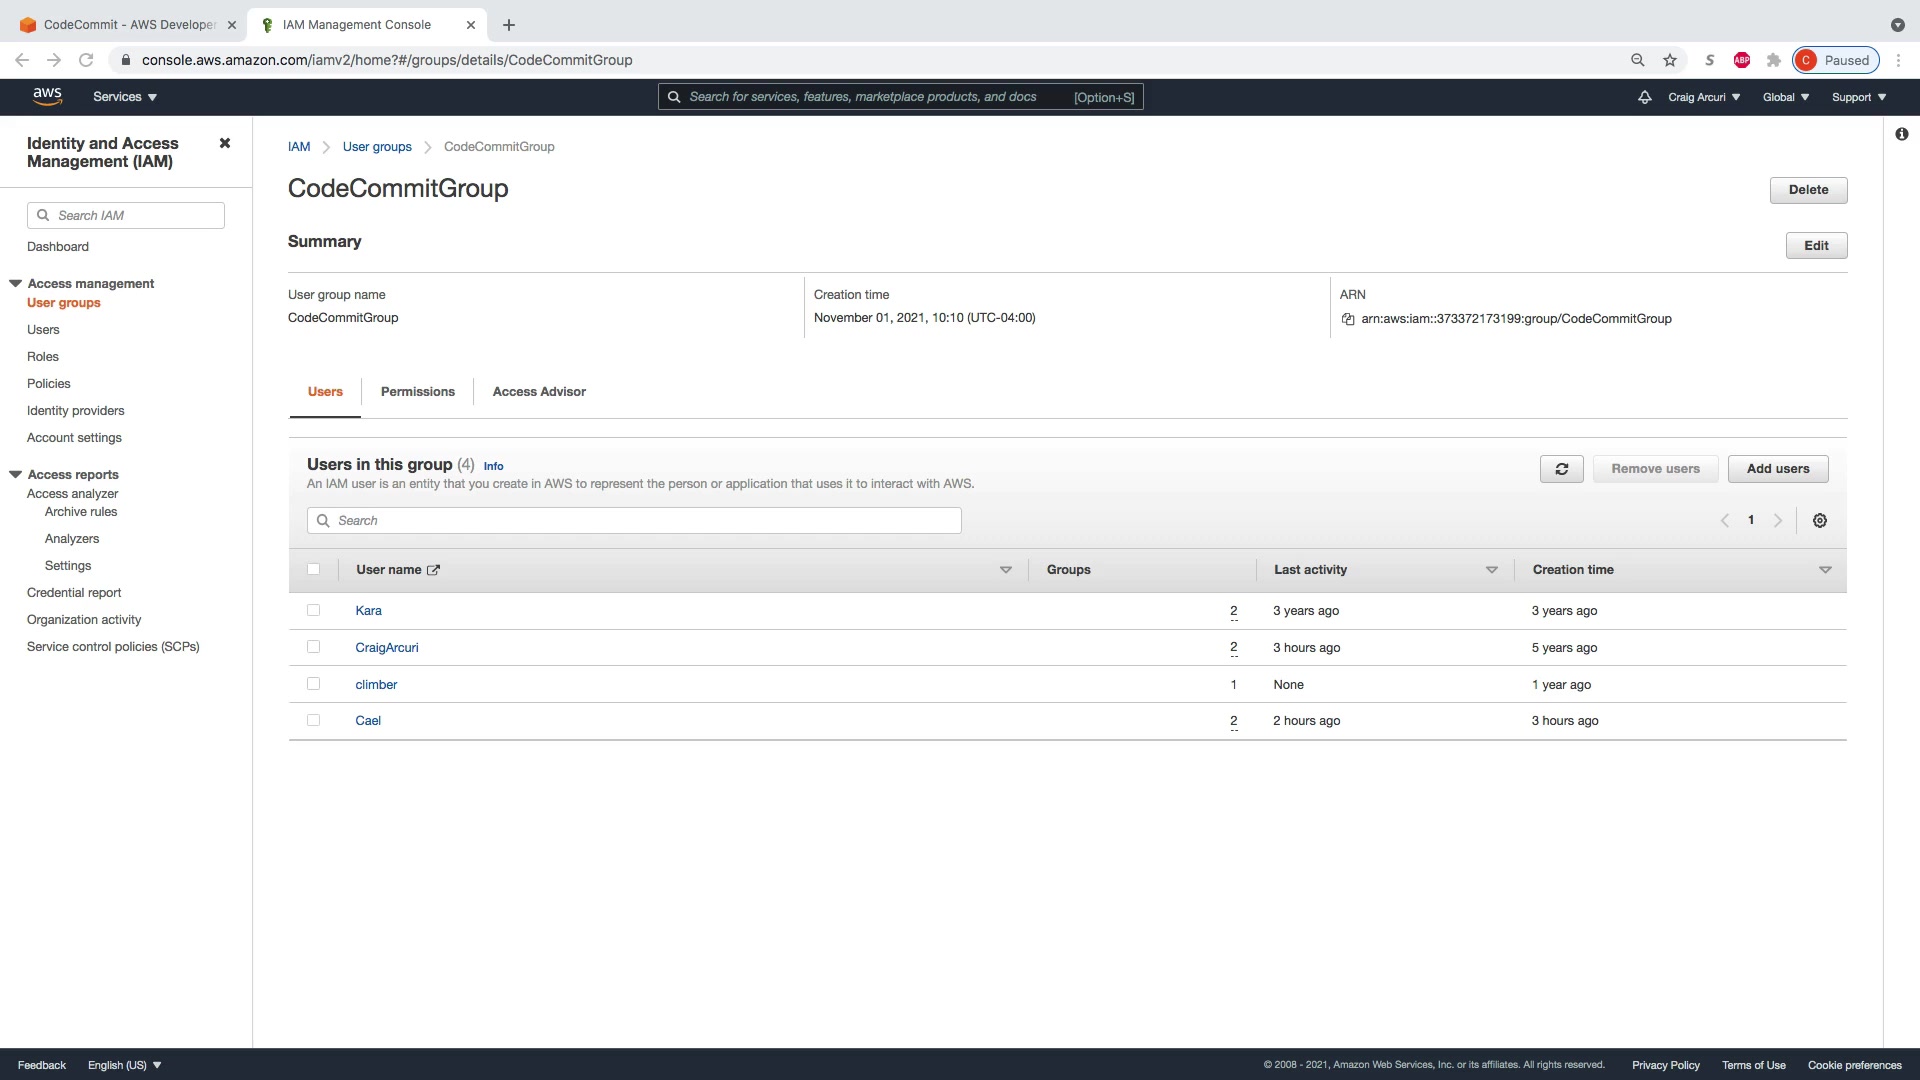 CodeCommit - AWS Developer
IAM Management Console
console.aws.amazon.com/iamv2/home?#/groups/details/CodeCommitGroup
S
ABP
C
Paused
aws
Services
Search for services, features, marketplace products, and docs
[Option+S]
Craig Arcuri
Global
Support
Identity and Access
Management (IAM)
Search IAM
Dashboard
Access management
User groups
Users
Roles
Policies
Identity providers
Account settings
Access reports
Access analyzer
Archive rules
Analyzers
Settings
Credential report
Organization activity
Service control policies (SCPs)
IAM
User groups
CodeCommitGroup
CodeCommitGroup
Delete
Summary
Edit
User group name
CodeCommitGroup
Creation time
November 01, 2021, 10:10 (UTC-04:00)
ARN
arn:aws:iam::373372173199:group/CodeCommitGroup
Users
Permissions
Access Advisor
Users in this group (4) Info
An IAM user is an entity that you create in AWS to represent the person or application that uses it to interact with AWS.
Remove users
Add users
Search
1
User name Groups Last activity Creation time
Kara 2 3 years ago 3 years ago
CraigArcuri 2 3 hours ago 5 years ago
climber 1 None 1 year ago
Cael 2 2 hours ago 3 hours ago
Feedback
English (US)
© 2008 - 2021, Amazon Web Services, Inc. or its affiliates. All rights reserved.
Privacy Policy
Terms of Use
Cookie preferences